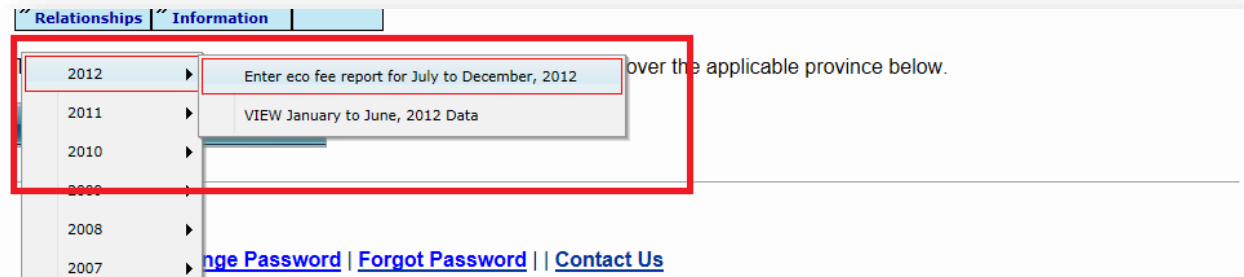 ” Relationships ” Information
over the applicable province below.
2012
Enter eco fee report for July to December, 2012
2011
VIEW January to June, 2012 Data
2010
2009
2008
nge Password | Forgot Password | | Contact Us
2007